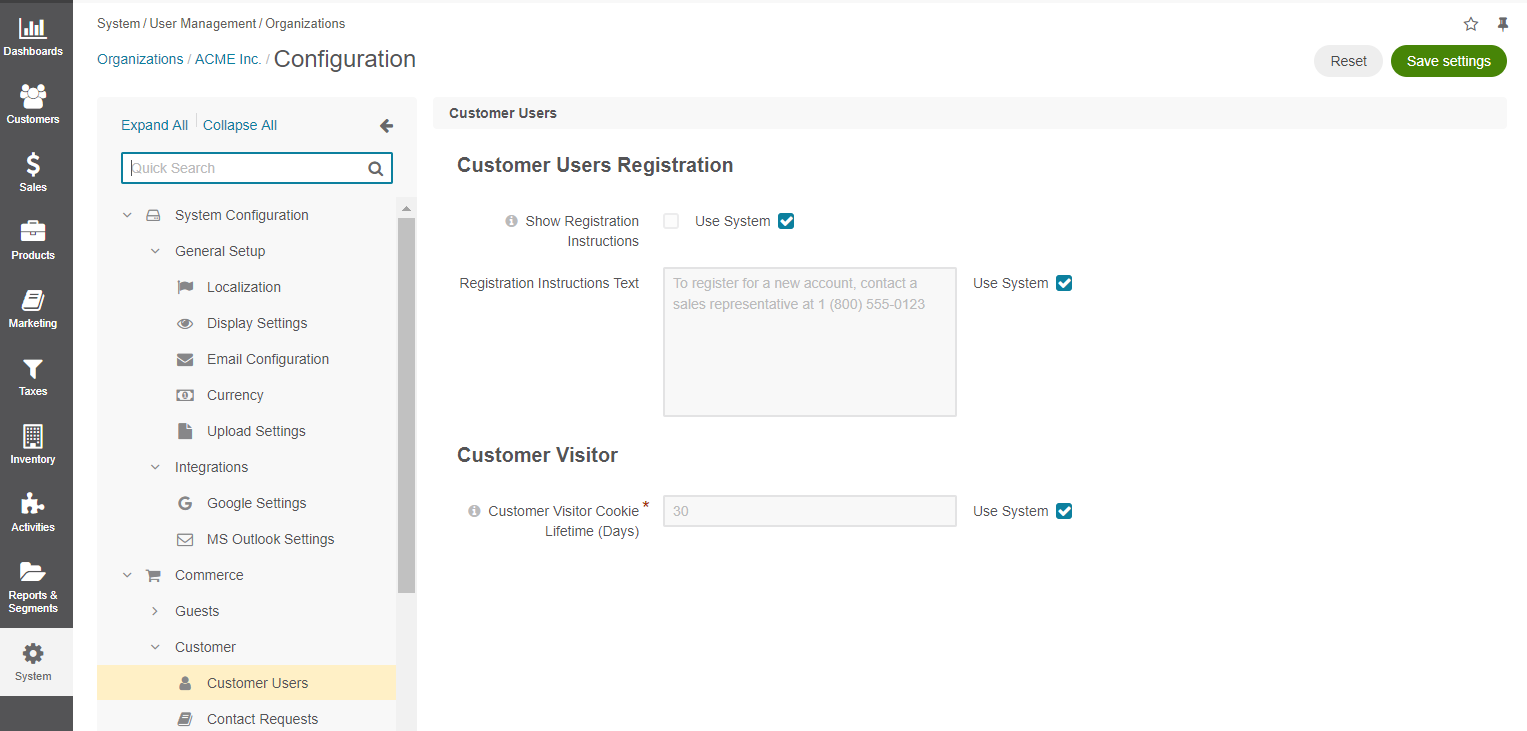 System / User Management / Organizations
Organizations / ACME Inc. / Configuration
Reset
Save settings
Dashboards
Customers
Sales
Products
Marketing
Taxes
Inventory
Activities
Reports &
Segments
System
Expand All
Collapse All
Quick Search
System Configuration
General Setup
Localization
Display Settings
Email Configuration
Currency
Upload Settings
Integrations
Google Settings
MS Outlook Settings
Commerce
Guests
Customer
Customer Users
Contact Requests
Customer Users
Customer Users Registration
Show Registration
Instructions
Use System
Registration Instructions Text
To register for a new account, contact a
sales representative at 1 (800) 555-0123
Use System
Customer Visitor
Customer Visitor Cookie *
Lifetime (Days)
30
Use System